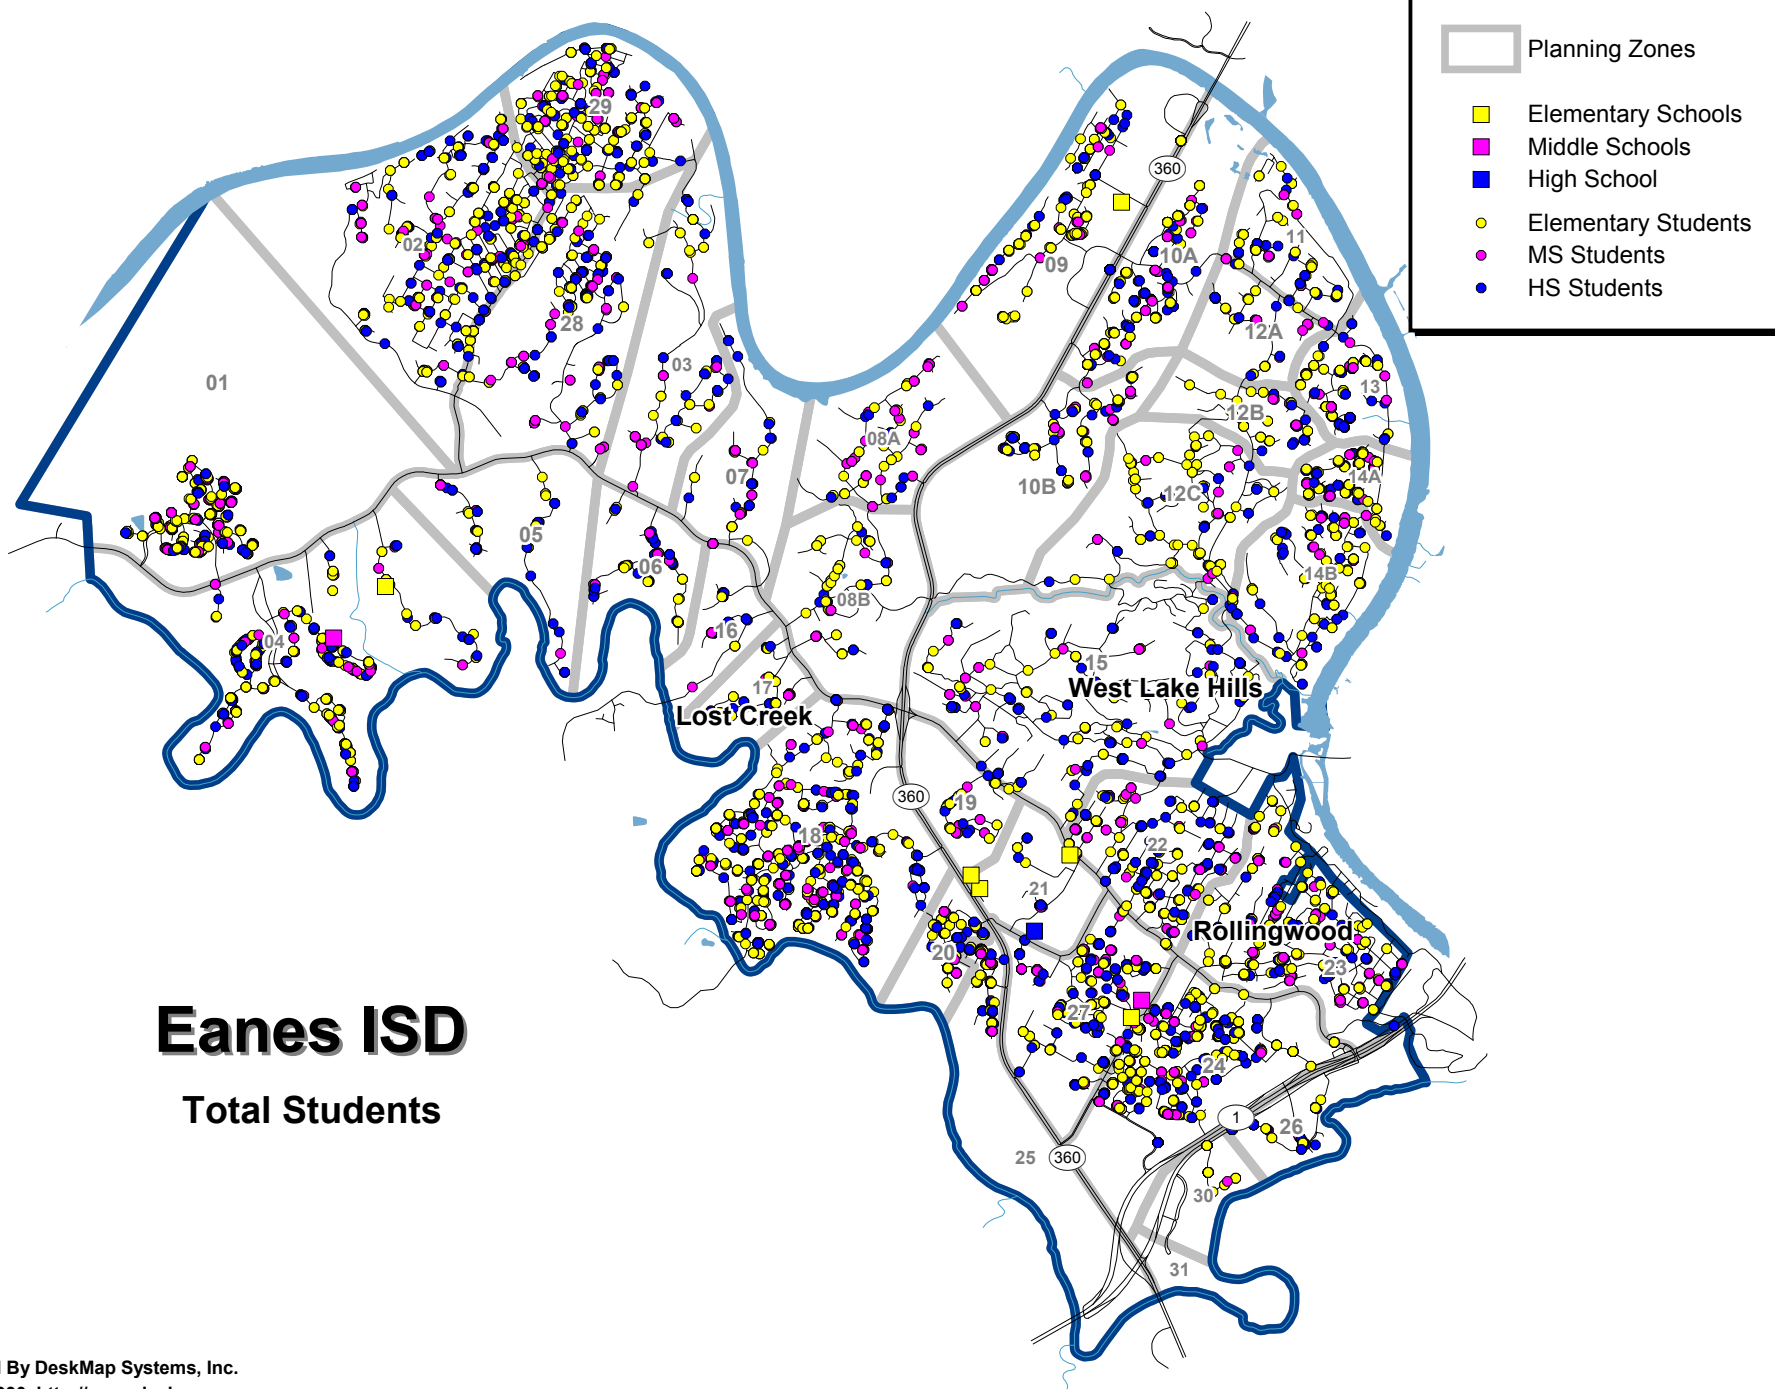 Planning Zones
Elementary Schools
Middle Schools
High School
Elementary Students
MS Students
HS Students
29
360
02
11
09
10A
28
12A
03
01
13
12B
08A
07
14A
10B
12C
05
06
14B
08B
16
04
15
17
West Lake Hills
Lost Creek
360
19
18
22
21
Rollingwood
20
23
27
Eanes ISD
24
Total Students
1
26
25
360
30
31
By DeskMap Systems, Inc.